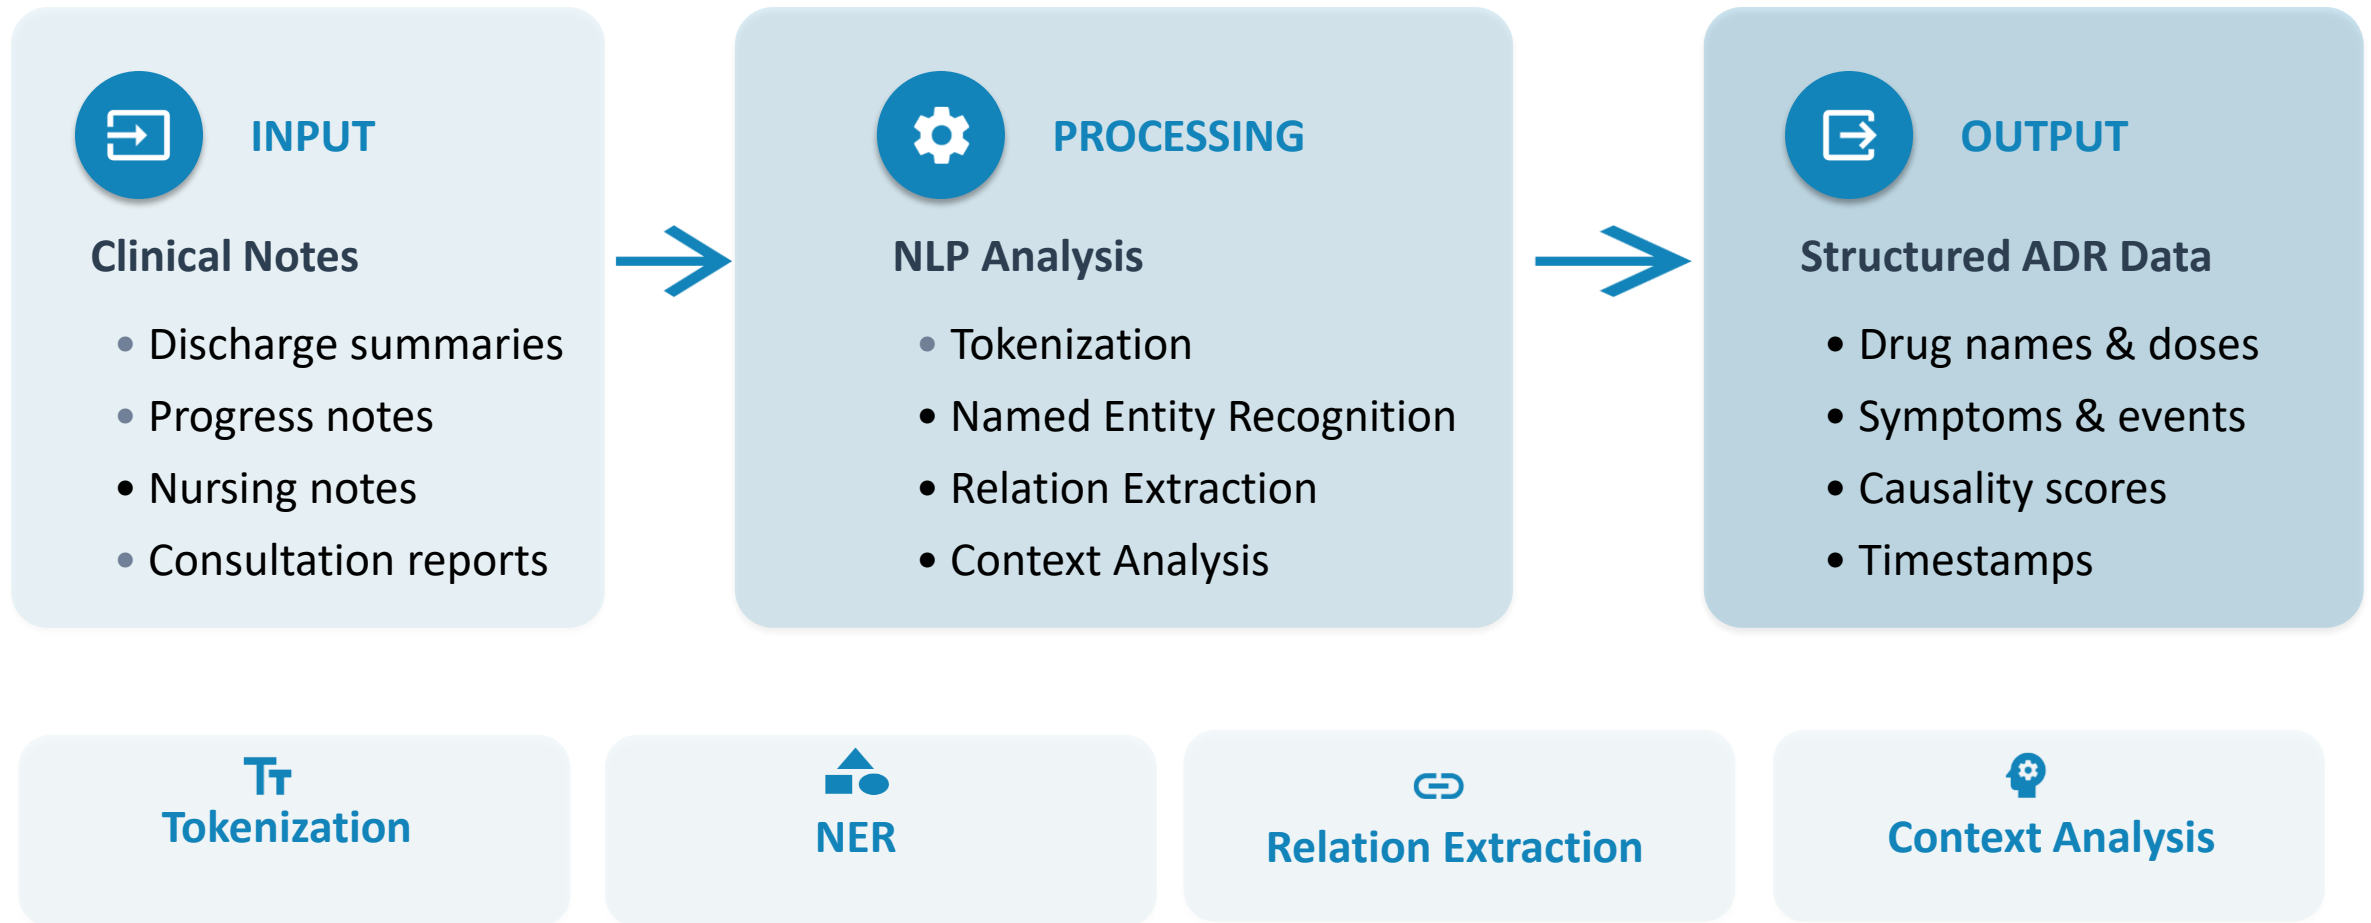 INPUT
Clinical Notes
• Discharge summaries
• Progress notes
• Nursing notes
• Consultation reports
PROCESSING
NLP Analysis
• Tokenization
• Named Entity Recognition
• Relation Extraction
• Context Analysis
OUTPUT
Structured ADR Data
• Drug names & doses
• Symptoms & events
• Causality scores
• Timestamps
Tokenization
NER
Relation Extraction
Context Analysis